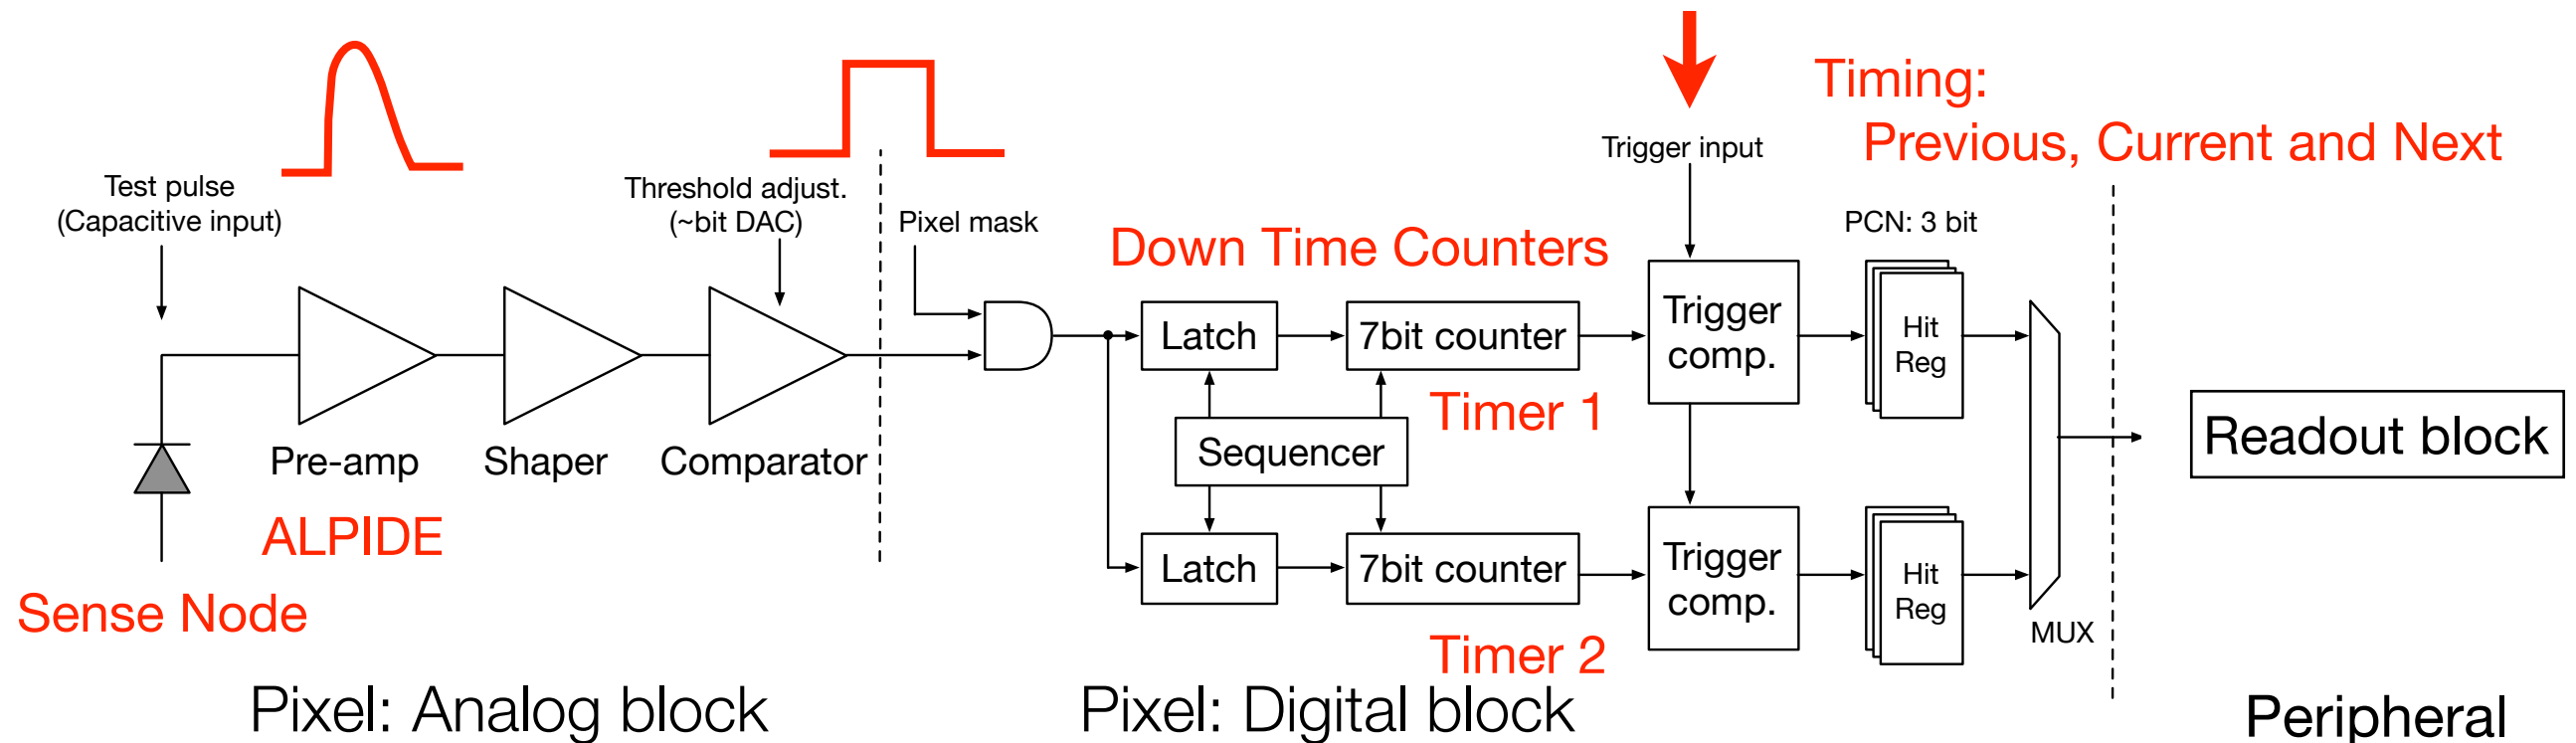 Timing:
Previous, Current and Next
Trigger input
Test pulse
(Capacitive input)
Threshold adjust.
(~bit DAC)
Pixel mask
PCN: 3 bit
Down Time Counters
Latch
7bit counter
Trigger
comp.
Hit
Reg
Timer 1
Sequencer
Pre-amp
Shaper
Comparator
Readout block
ALPIDE
Sense Node
Latch
7bit counter
Trigger
comp.
Hit
Reg
MUX
Timer 2
Pixel: Analog block
Pixel: Digital block
Peripheral